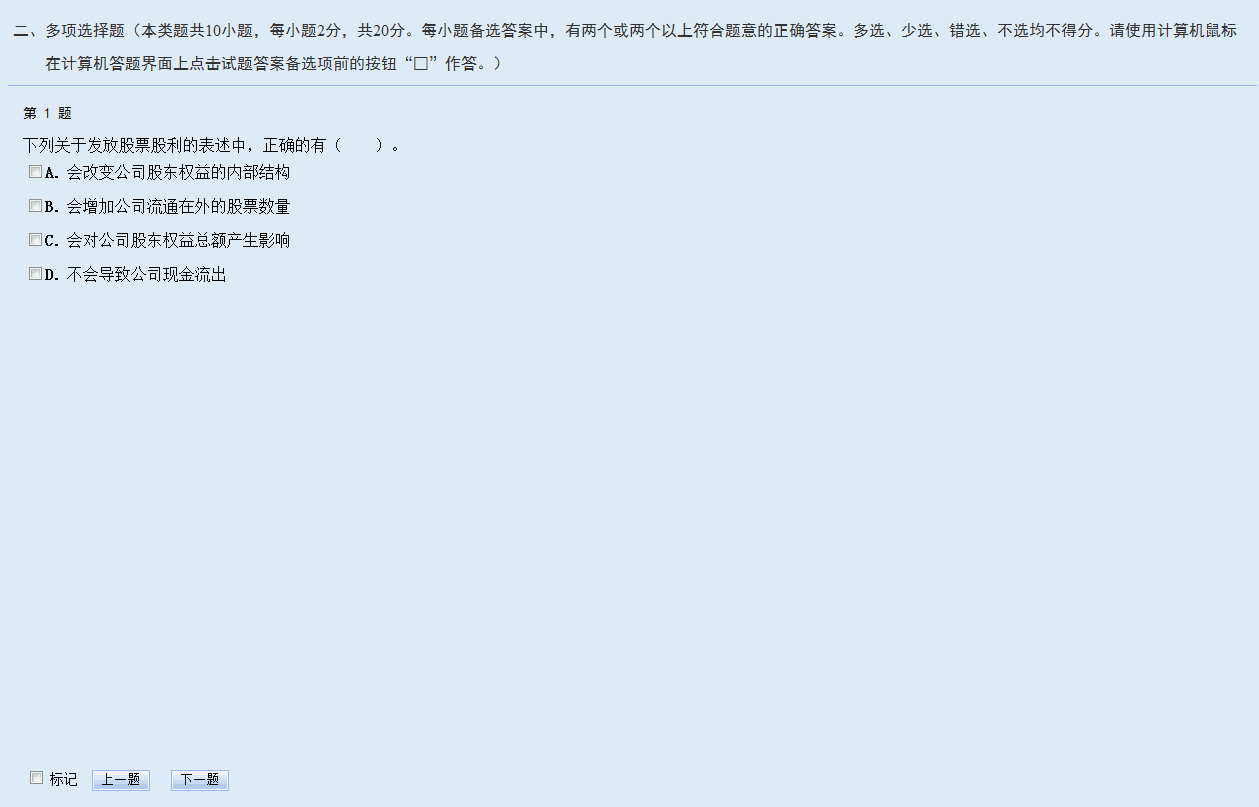 二、多项选择题（本类题共10小题，每小题2分，共20分。每小题备选答案中，有两个或两个以上符合题意的正确答案。多选、少选、错选、不选均不得分。请使用计算机鼠标
在计算机答题界面上点击试题答案备选项前的按钮“□”作答。）
第 1 题
下列关于发放股票股利的表述中，正确的有（　　）。
A. 会改变公司股东权益的内部结构
B. 会增加公司流通在外的股票数量
C. 会对公司股东权益总额产生影响
D. 不会导致公司现金流出
标记 上一题 下一题